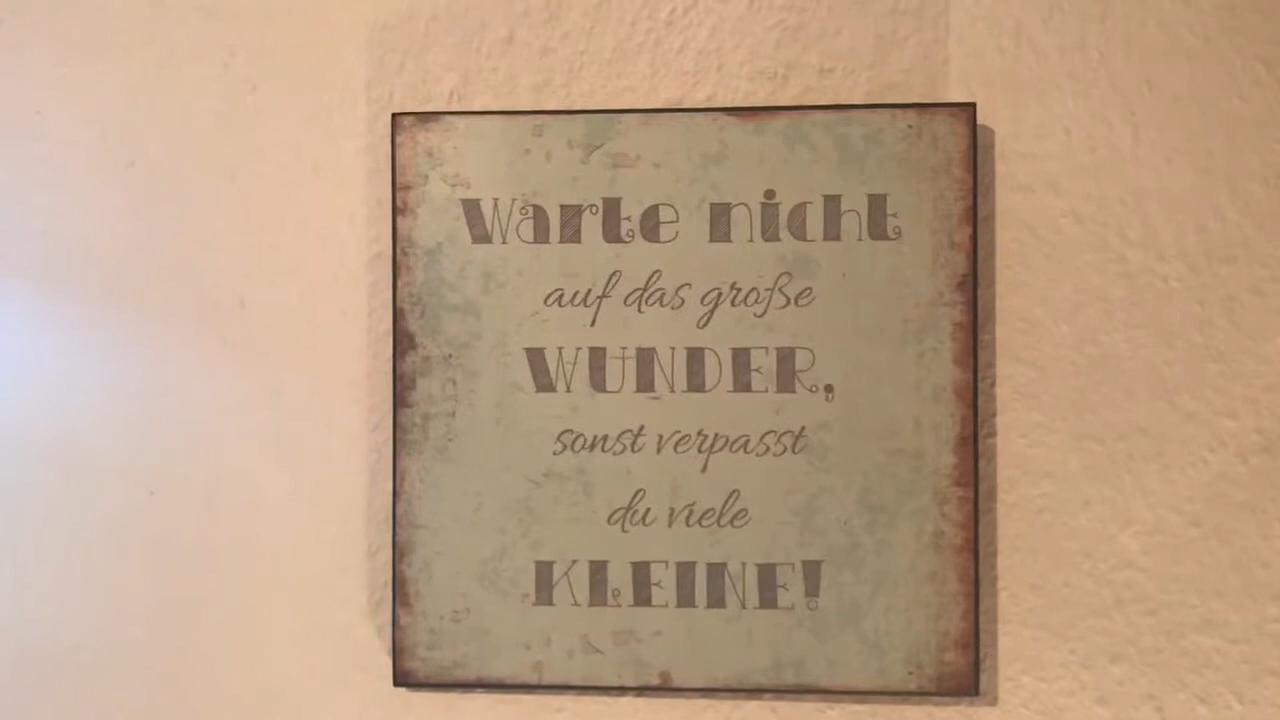 Warte nicht
auf das große
WUNDER,
sonst verpasst
du viele
KLEINE!